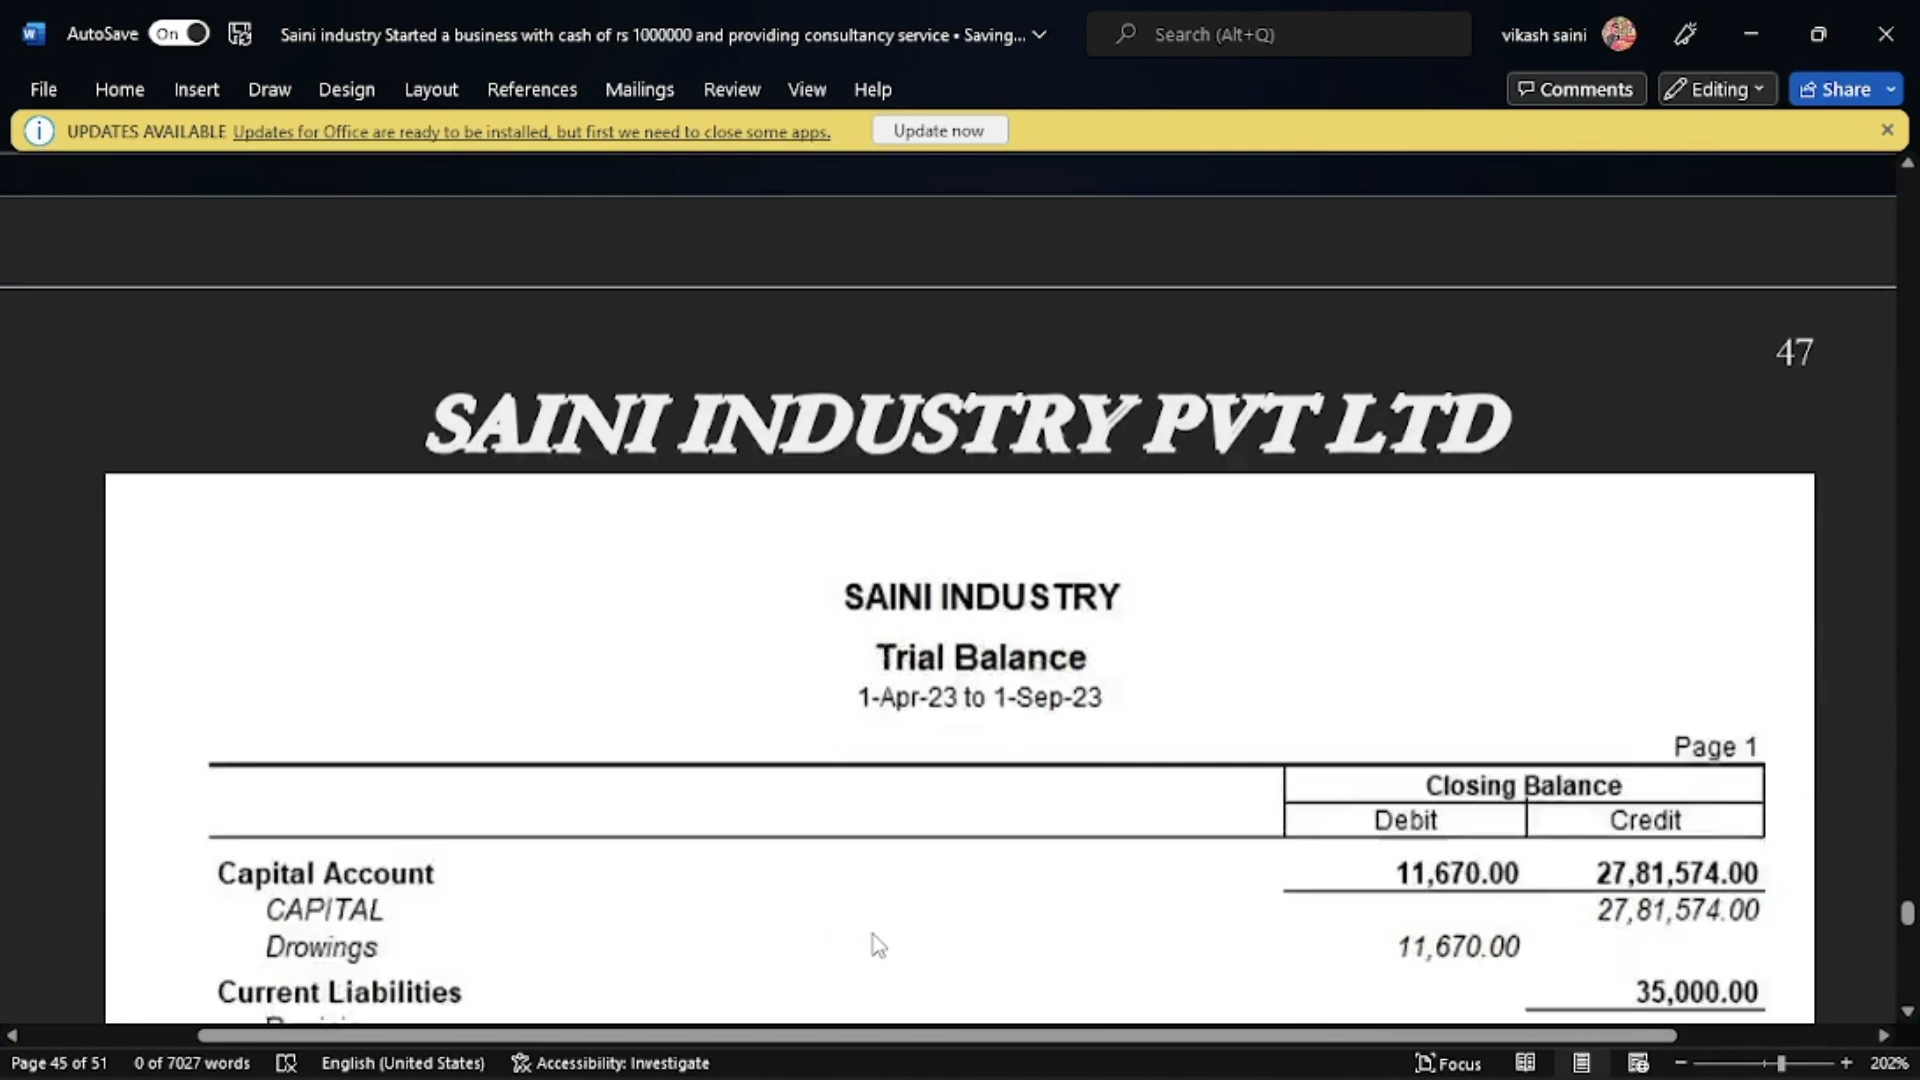 AutoSave On Saini industry Started a business with cash of rs 1000000 and providing consultancy service • Saving... Search (Alt+Q) vikash saini
File Home Insert Draw Design Layout References Mailings Review View Help Comments Editing Share
UPDATES AVAILABLE Updates for Office are ready to be installed, but first we need to close some apps. Update now
47
SAINI INDUSTRY PVT LTD
SAINI INDUSTRY
Trial Balance
1-Apr-23 to 1-Sep-23
Page 1
Closing Balance
Debit Credit
Capital Account 11,670.00 27,81,574.00
CAPITAL 27,81,574.00
Drowings 11,670.00
Current Liabilities 35,000.00
Page 45 of 51 0 of 7027 words English (United States) Accessibility: Investigate Focus 202%